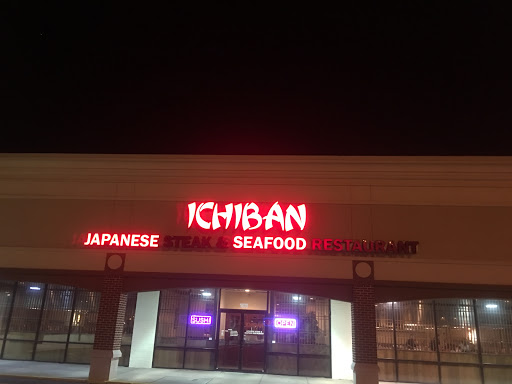 ICHIBAN
JAPANESE STEAK & SEAFOOD RESTAURANT
SUSHI
OPEN